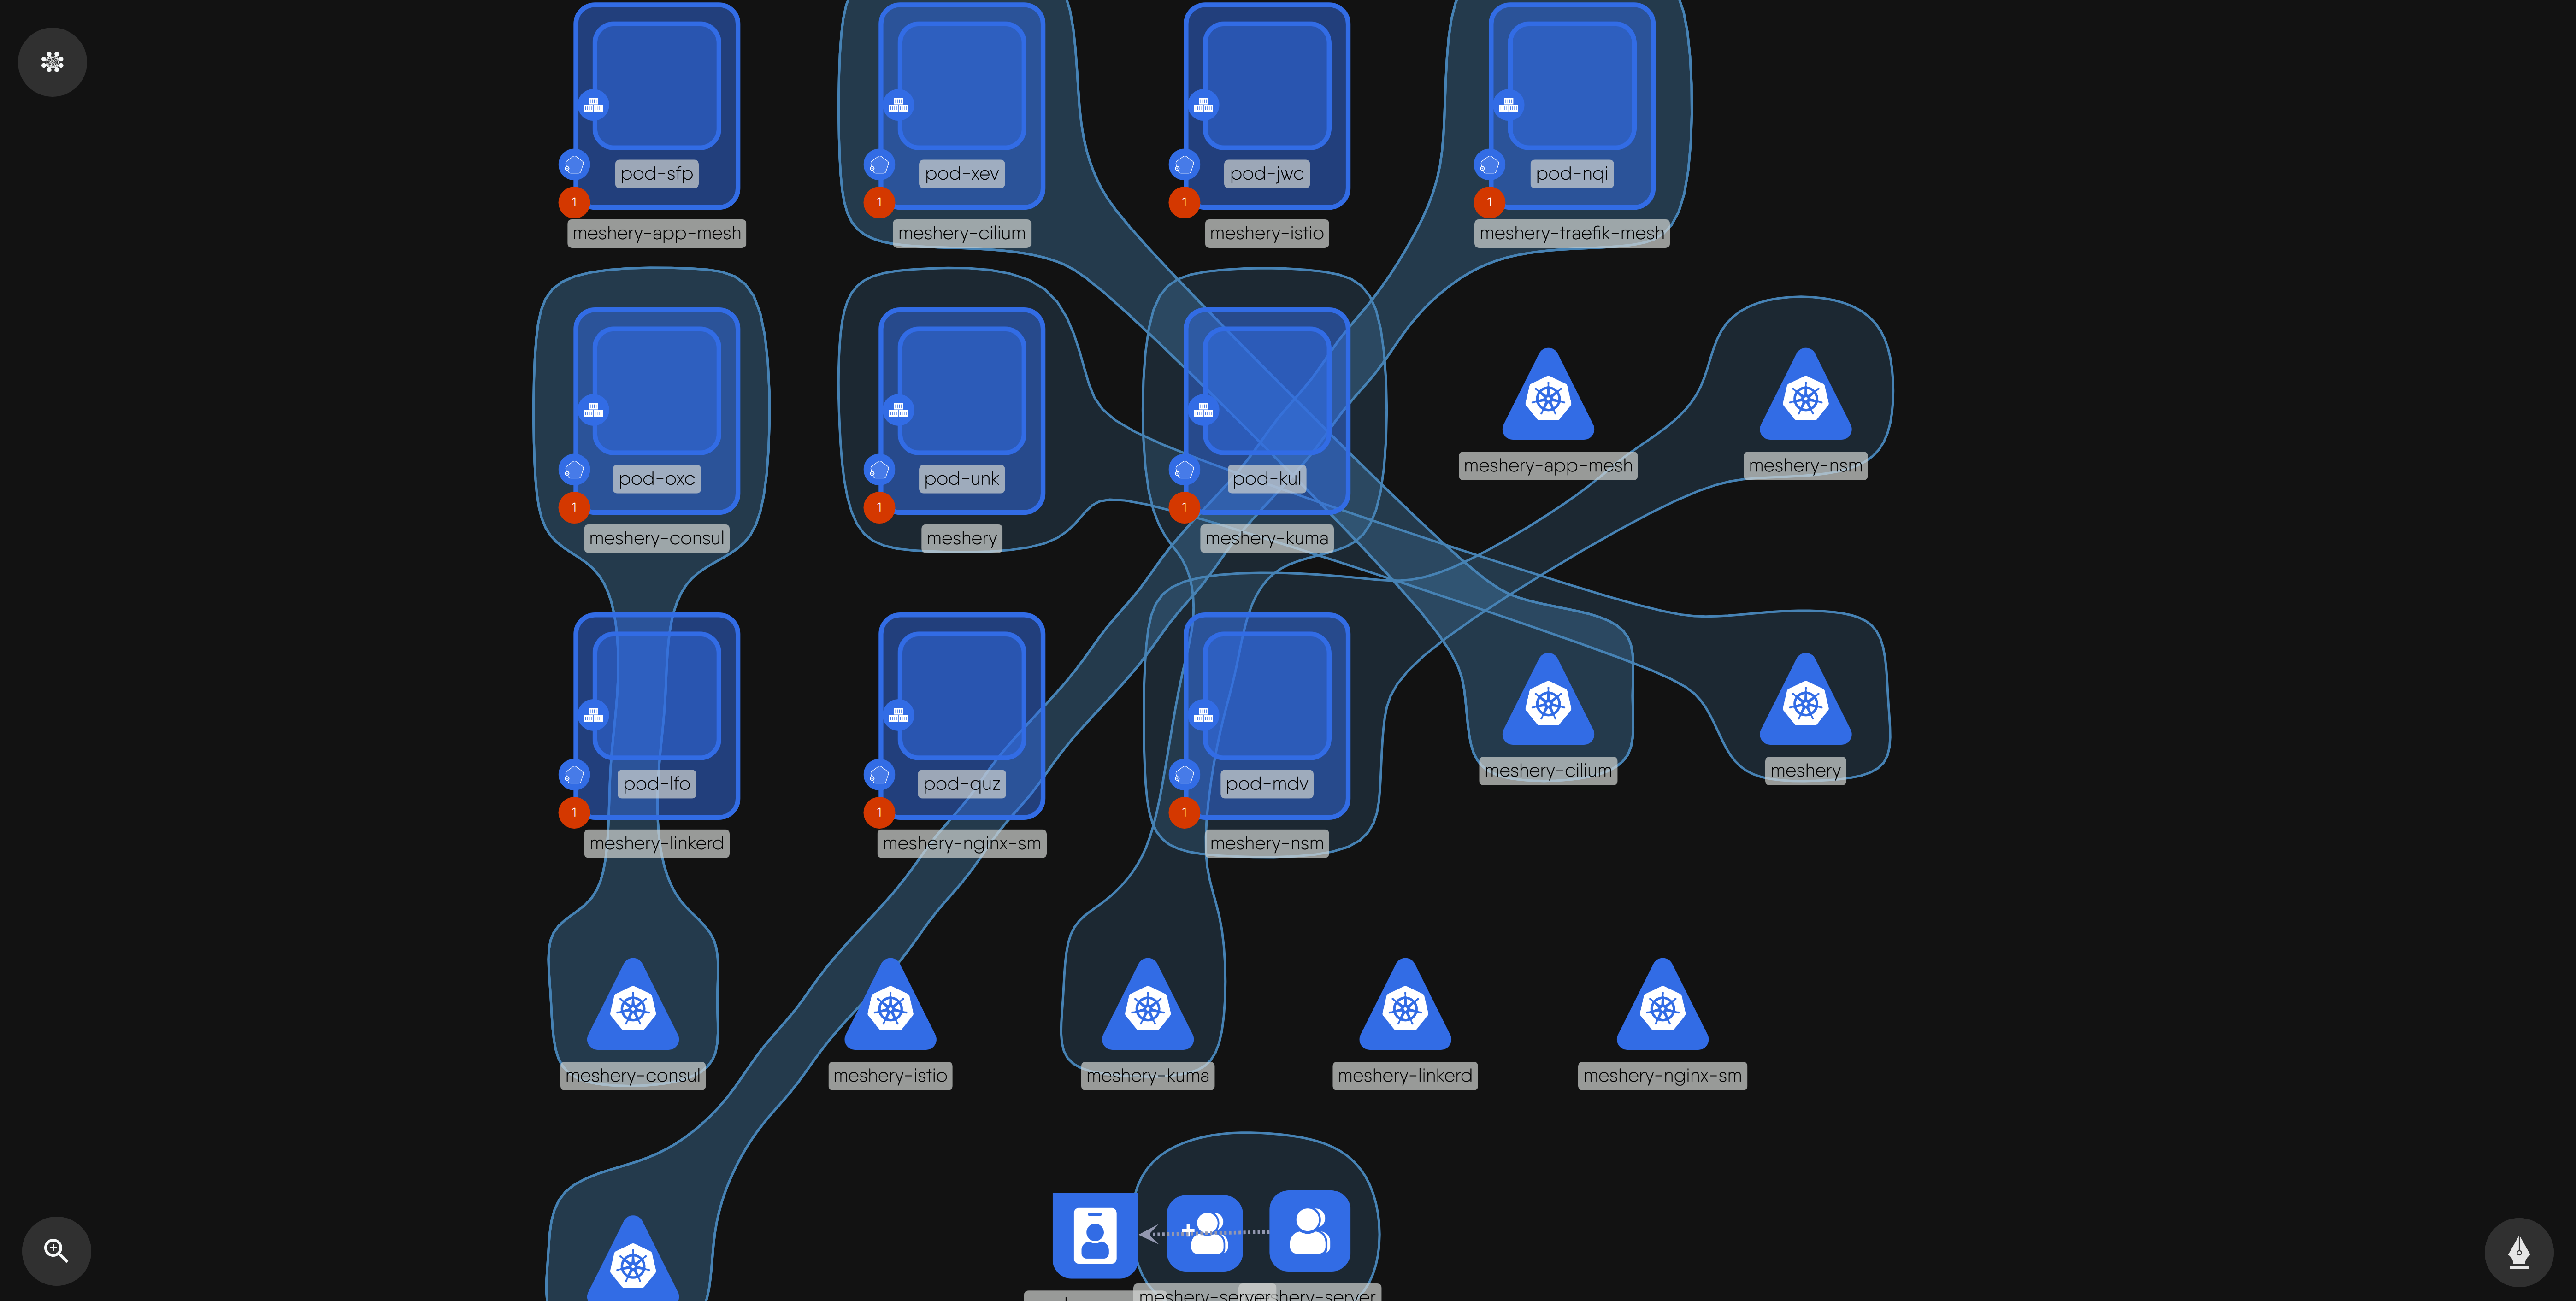 pod-sfp
pod-xev
pod-jwc
pod-nqi
1
1
1
1
meshery-app-mesh
meshery-cilium
meshery-istio
meshery-traefik-mesh
pod-oxc
pod-unk
pod-kul
meshery-app-mesh
meshery-nsm
1
1
1
meshery-consul
meshery
meshery-kuma
pod-lfo
pod-quz
pod-mdv
meshery-cilium
meshery
1
1
1
meshery-linkerd
meshery-nginx-sm
meshery-nsm
meshery-consul
meshery-istio
meshery-kuma
meshery-linkerd
meshery-nginx-sm
meshery-server